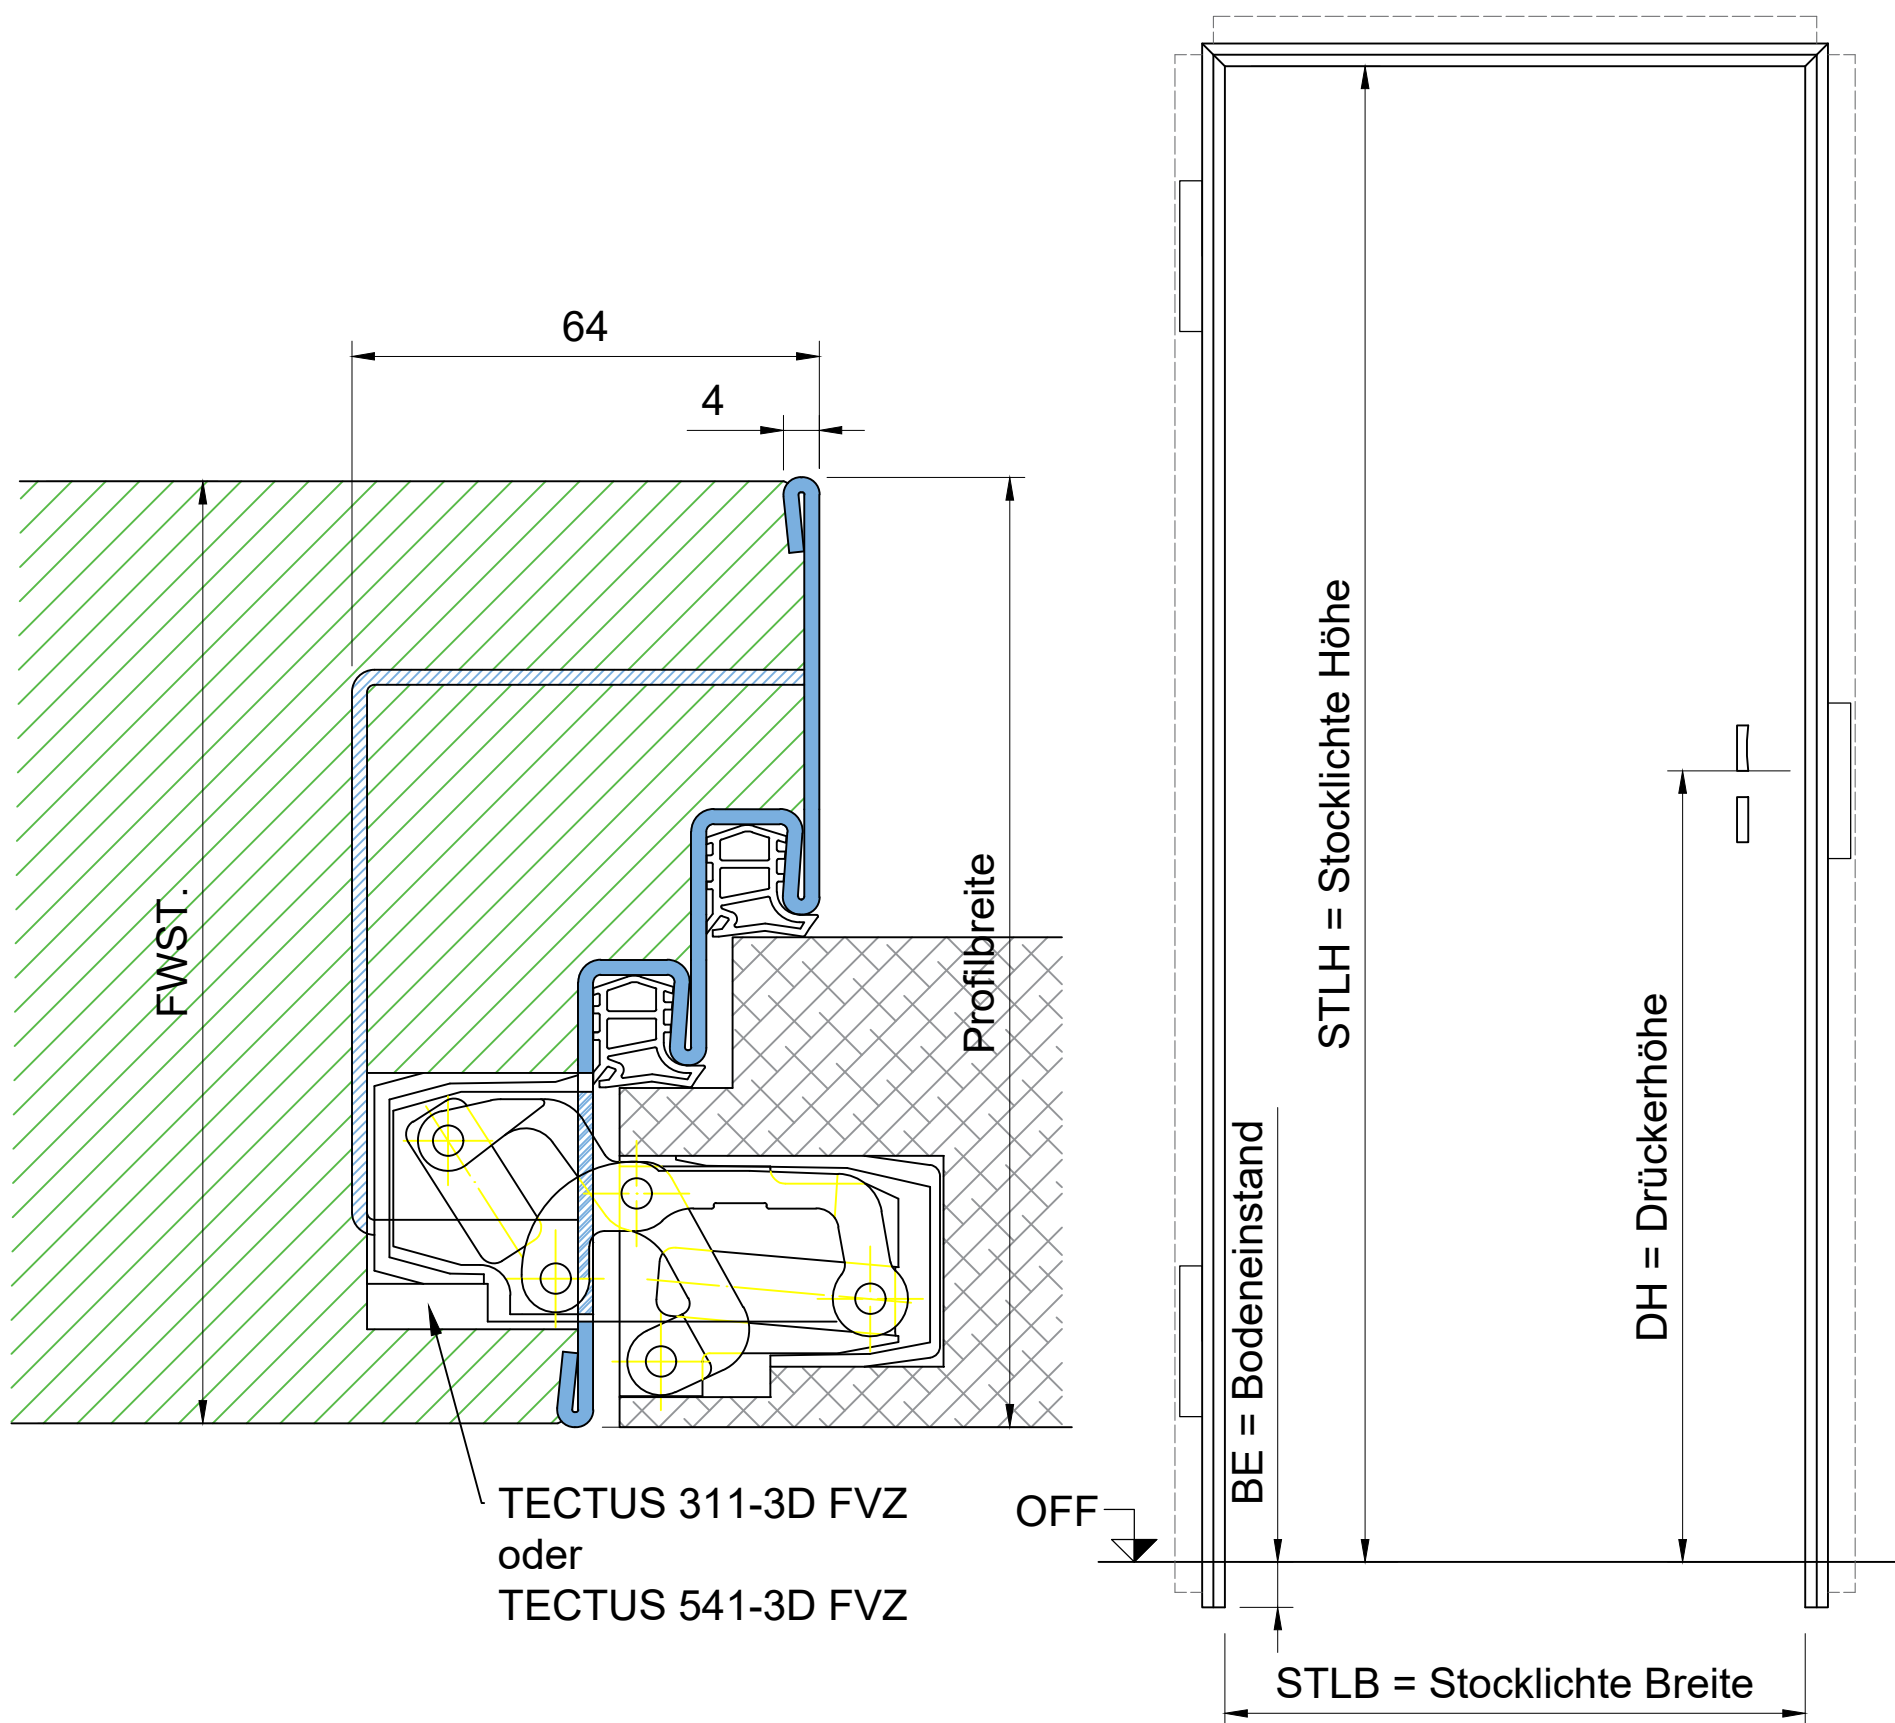 64
4
FWST.
Profilbreite
TECTUS 311-3D FVZ
oder
TECTUS 541-3D FVZ
STLH = Stocklichte Höhe
DH = Drückerhöhe
BE = Bodeneinstand
OFF
STLB = Stocklichte Breite